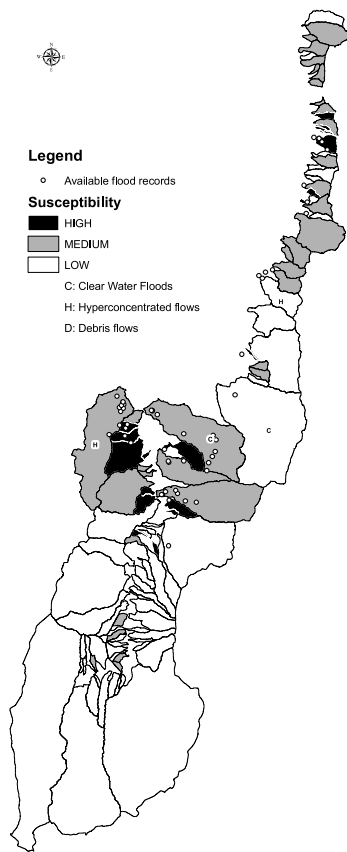 N
W E
S
Legend
Available flood records
Susceptibility
HIGH
MEDIUM
LOW
C: Clear Water Floods
H: Hyperconcentrated flows
D: Debris flows
H
C
H
C